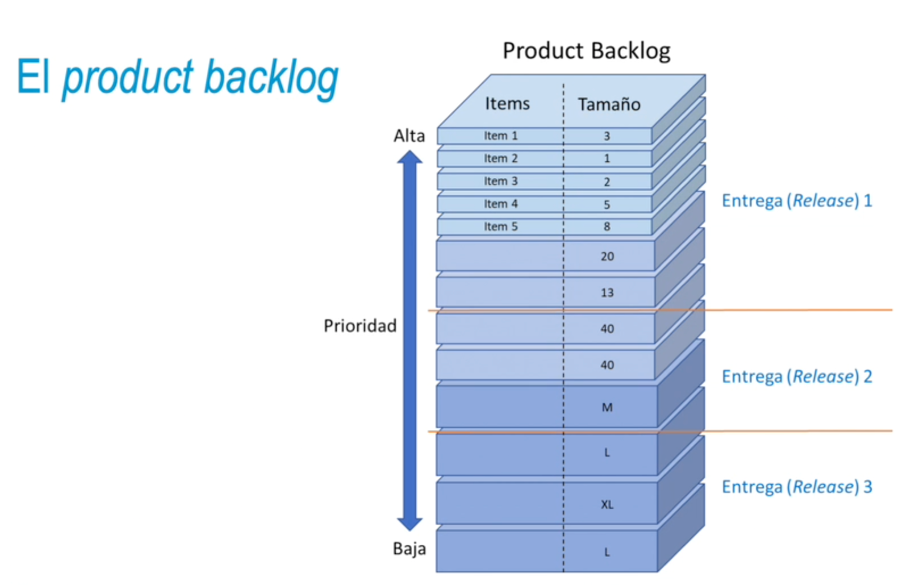 El product backlog
Product Backlog
Items Tamaño
Alta
Item 1 3
Item 2 1
Item 3 2
Item 4 5
Entrega (Release) 1
Item 5 8
20
13
Prioridad
40
40
Entrega (Release) 2
M
L
Entrega (Release) 3
XL
Baja
L